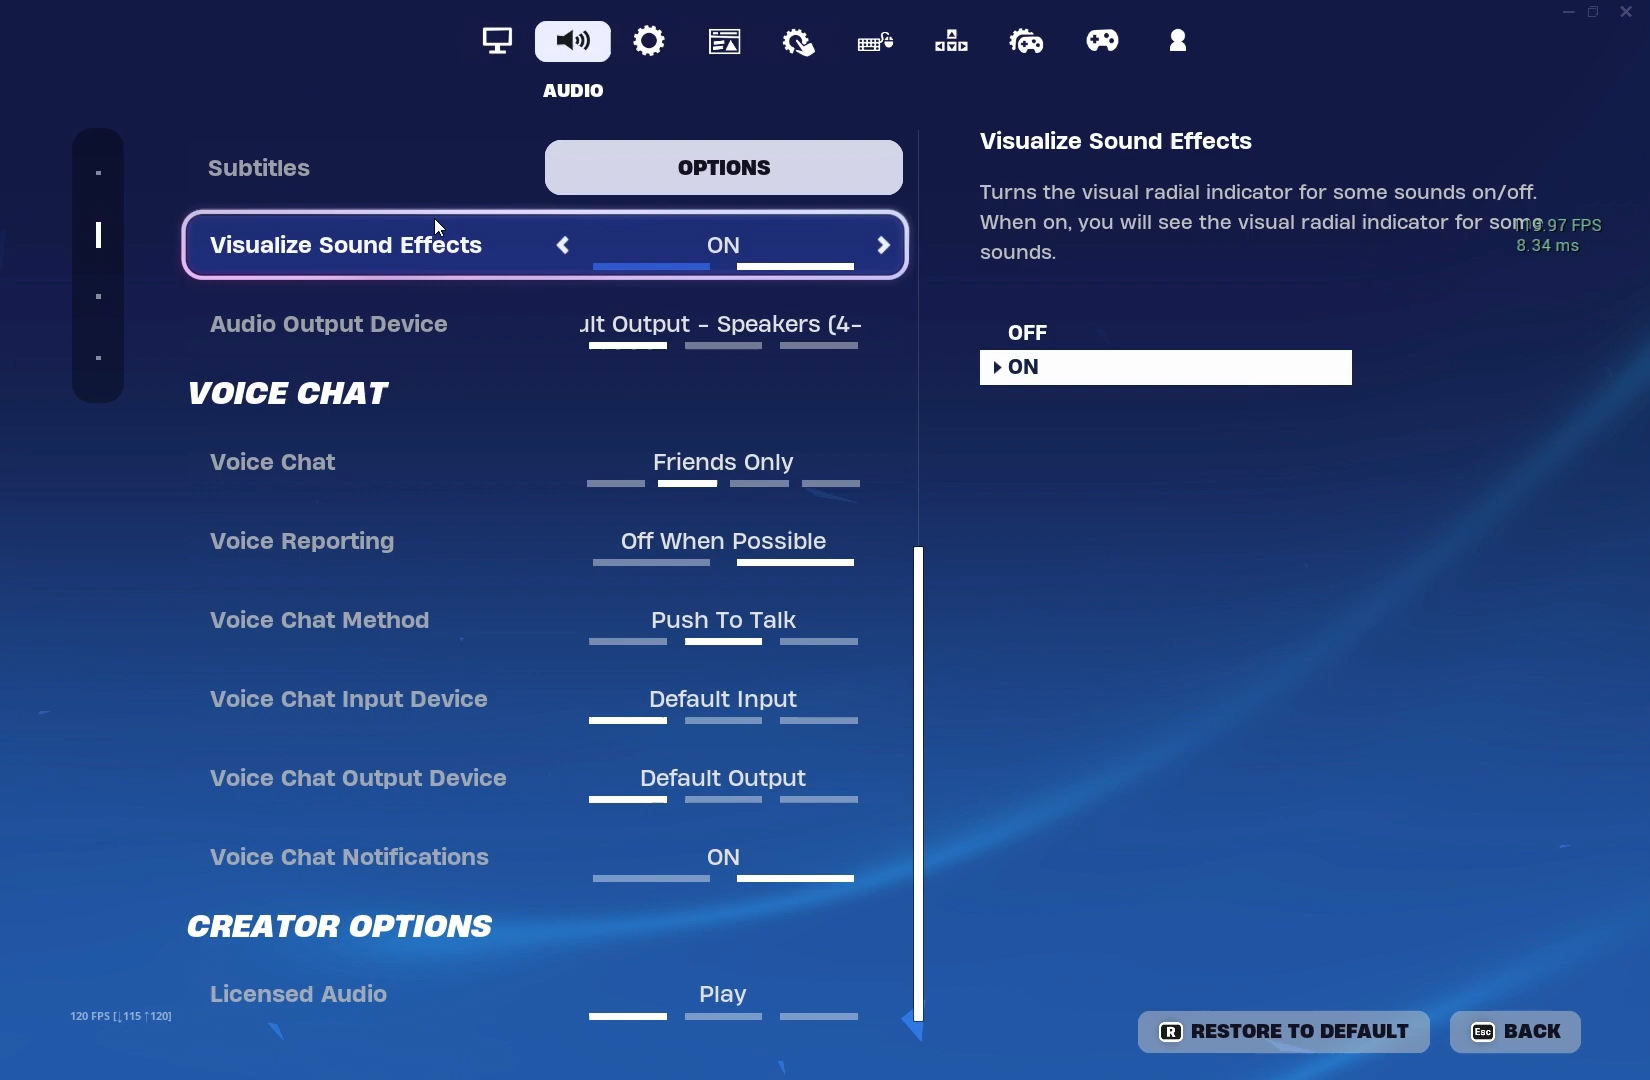 AUDIO
Subtitles
OPTIONS
Visualize Sound Effects
ON
Audio Output Device
ult Output - Speakers (4-
VOICE CHAT
Voice Chat
Friends Only
Voice Reporting
Off When Possible
Voice Chat Method
Push To Talk
Voice Chat Input Device
Default Input
Voice Chat Output Device
Default Output
Voice Chat Notifications
ON
CREATOR OPTIONS
Licensed Audio
Play
Visualize Sound Effects
Turns the visual radial indicator for some sounds on/off.
When on, you will see the visual radial indicator for some
sounds.
FPS
8.34 ms
OFF
ON
120 FPS [↓115 ↑120]
R RESTORE TO DEFAULT
Esc BACK